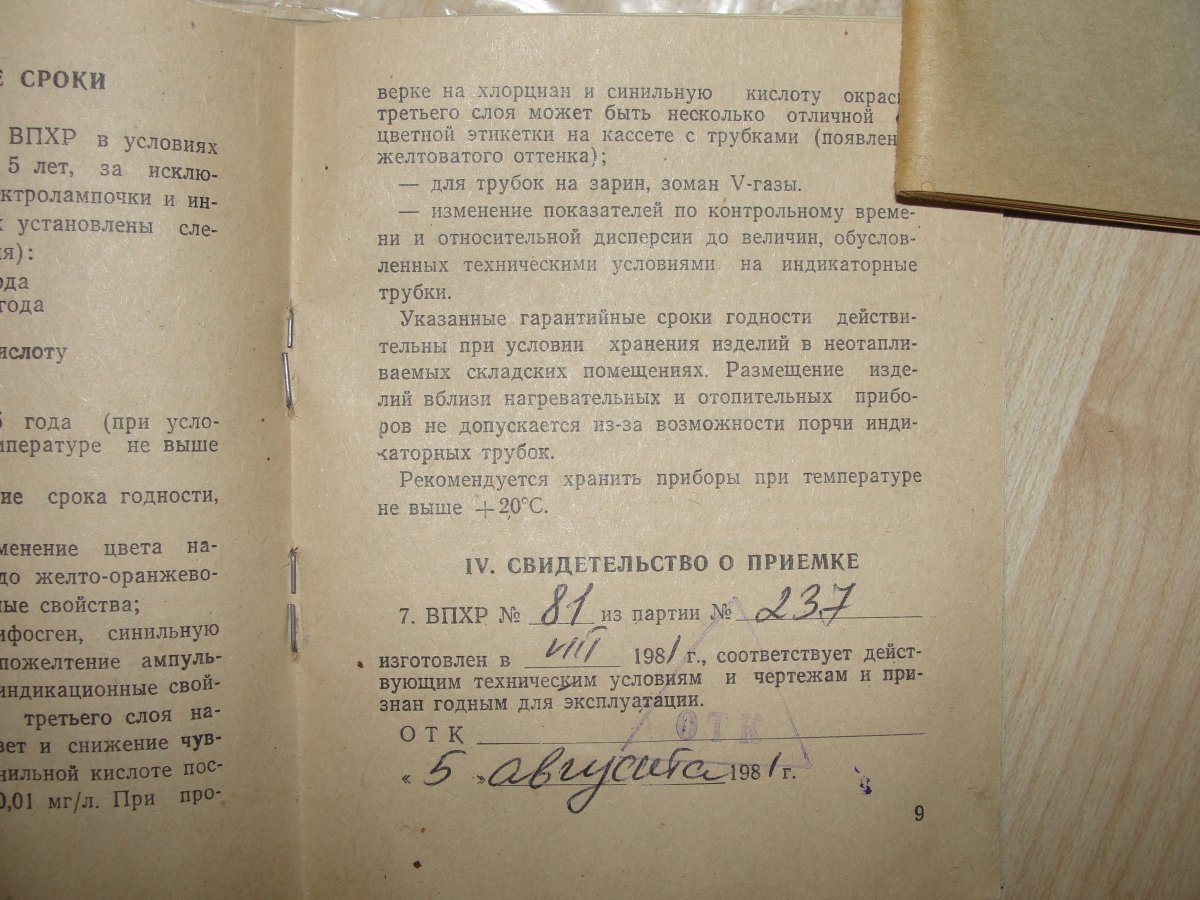 Е СРОКИ
ВПХР в условиях
5 лет, за исклю-
ктролампочки и ин-
установлены сле-
ия):
ода
года
ислоту
года (при усло-
мпературе не выше
ние срока годности,
менение цвета на-
до желто-оранжево-
ные свойства;
ифосген, синильную
пожелтение ампуль-
индикационные свой-
третьего слоя на-
вет и снижение чув-
нильной кислоте пос-
0,01 мг/л. При про-
верке на хлорциан и синильную кислоту окрас
третьего слоя может быть несколько отличной
цветной этикетки на кассете с трубками (появлен
желтоватого оттенка);
— для трубок на зарин, зоман V-газы.
— изменение показателей по контрольному време-
ни и относительной дисперсии до величин, обуслов-
ленных техническими условиями на индикаторные
трубки.
Указанные гарантийные сроки годности действи-
тельны при условии хранения изделий в неотапли-
ваемых складских помещениях. Размещение изде-
лий вблизи нагревательных и отопительных прибо-
ров не допускается из-за возможности порчи инди-
каторных трубок.
Рекомендуется хранить приборы при температуре
не выше +20°С.
IV. СВИДЕТЕЛЬСТВО О ПРИЕМКЕ
7. ВПХР № 81 из партии № 237
изготовлен в VIII 1981 г., соответствует дейст-
вующим техническим условиям и чертежам и при-
знан годным для эксплуатации.
ОТК
ОТК
« 5 » августа 1981 г.
9